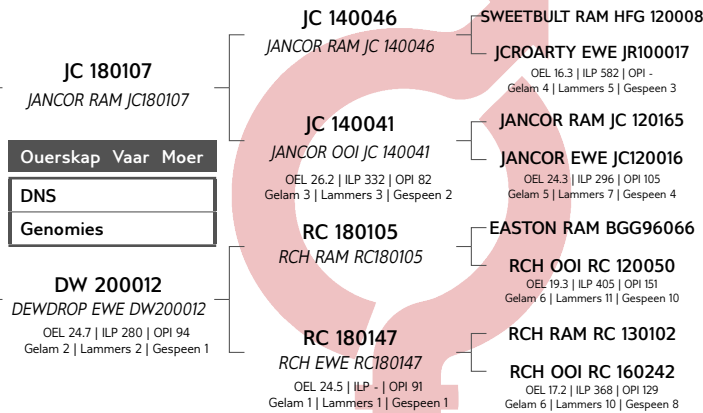 JC 180107
JANCOR RAM JC180107
Ouerskap Vaar Moer
DNS
Genomies
DW 200012
DEWDROP EWE DW200012
OEL 24.7 | ILP 280 | OPI 94
Gelam 2 | Lammers 2 | Gespeen 1
JC 140046
JANCOR RAM JC 140046
JC 140041
JANCOR OOI JC 140041
OEL 26.2 | ILP 332 | OPI 82
Gelam 3 | Lammers 3 | Gespeen 2
RC 180105
RCH RAM RC180105
RC 180147
RCH EWE RC180147
OEL 24.5 | ILP - | OPI 91
Gelam 1 | Lammers 1 | Gespeen 1
SWEETBULT RAM HFG 120008
JCROARTY EWE JR100017
OEL 16.3 | ILP 582 | OPI -
Gelam 4 | Lammers 5 | Gespeen 3
JANCOR RAM JC 120165
JANCOR EWE JC120016
OEL 24.3 | ILP 296 | OPI 105
Gelam 5 | Lammers 7 | Gespeen 4
EASTON RAM BGG96066
RCH OOI RC 120050
OEL 19.3 | ILP 405 | OPI 151
Gelam 6 | Lammers 11 | Gespeen 10
RCH RAM RC 130102
RCH OOI RC 160242
OEL 17.2 | ILP 368 | OPI 129
Gelam 6 | Lammers 10 | Gespeen 8